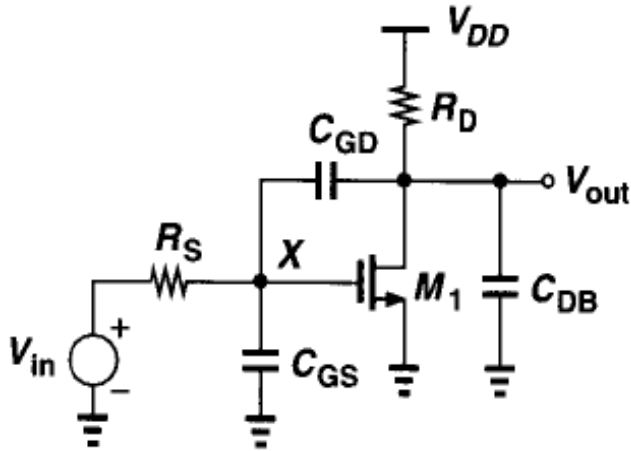 V_DD
R_D
C_GD
V_out
R_S
X
M_1
C_DB
V_in
+
−
C_GS